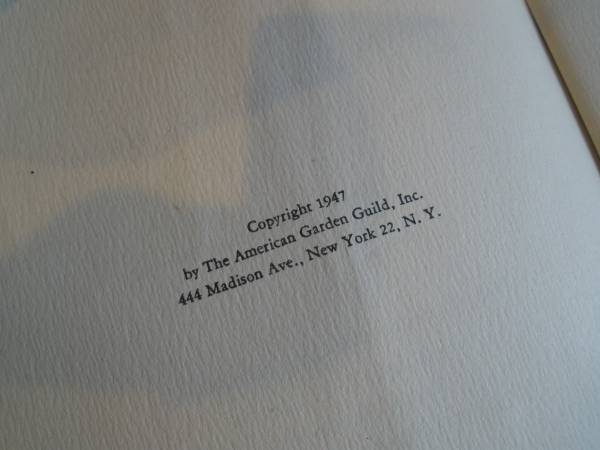 Copyright 1947
by The American Garden Guild, Inc.
444 Madison Ave., New York 22, N. Y.